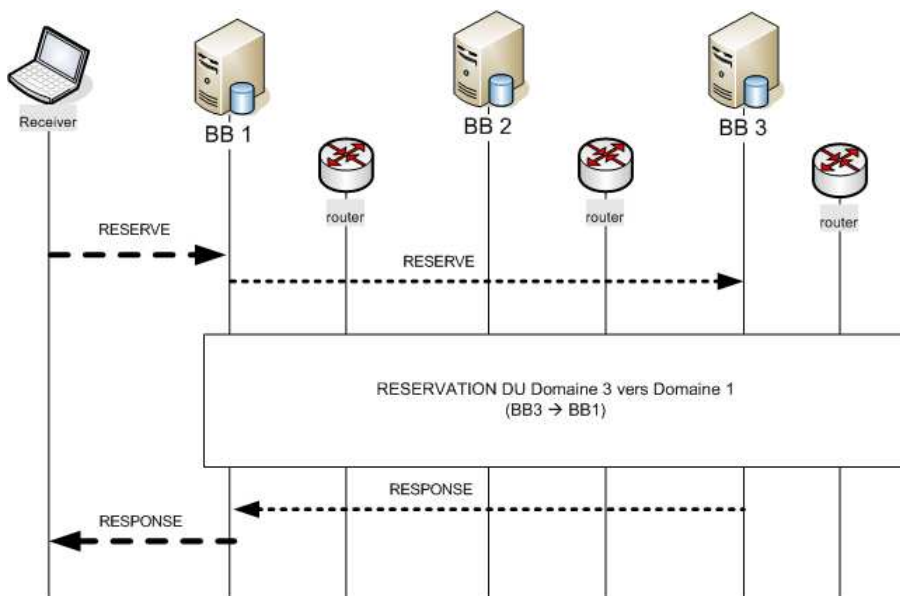 Receiver
BB 1
BB 2
BB 3
router
router
router
RESERVE
RESERVE
RESERVATION DU Domaine 3 vers Domaine 1
(BB3 → BB1)
RESPONSE
RESPONSE